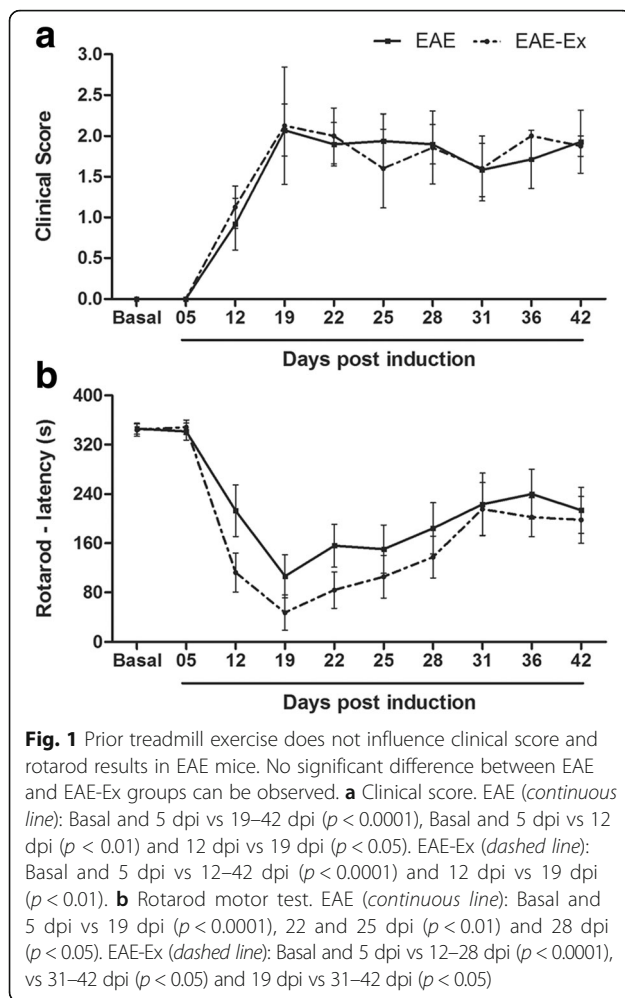 a
EAE EAE-Ex
Clinical Score
3.0
2.5
2.0
1.5
1.0
0.5
0.0
Basal 05 12 19 22 25 28 31 36 42
Days post induction
b
Rotarod - latency (s)
400
320
240
160
80
0
Basal 05 12 19 22 25 28 31 36 42
Days post induction
Fig. 1 Prior treadmill exercise does not influence clinical score and
rotarod results in EAE mice. No significant difference between EAE
and EAE-Ex groups can be observed. a Clinical score. EAE (continuous
line): Basal and 5 dpi vs 19–42 dpi (p < 0.0001), Basal and 5 dpi vs 12
dpi (p < 0.01) and 12 dpi vs 19 dpi (p < 0.05). EAE-Ex (dashed line):
Basal and 5 dpi vs 12–42 dpi (p < 0.0001) and 12 dpi vs 19 dpi
(p < 0.01). b Rotarod motor test. EAE (continuous line): Basal and
5 dpi vs 19 dpi (p < 0.0001), 22 and 25 dpi (p < 0.01) and 28 dpi
(p < 0.05). EAE-Ex (dashed line): Basal and 5 dpi vs 12–28 dpi (p < 0.0001),
vs 31–42 dpi (p < 0.05) and 19 dpi vs 31–42 dpi (p < 0.05)